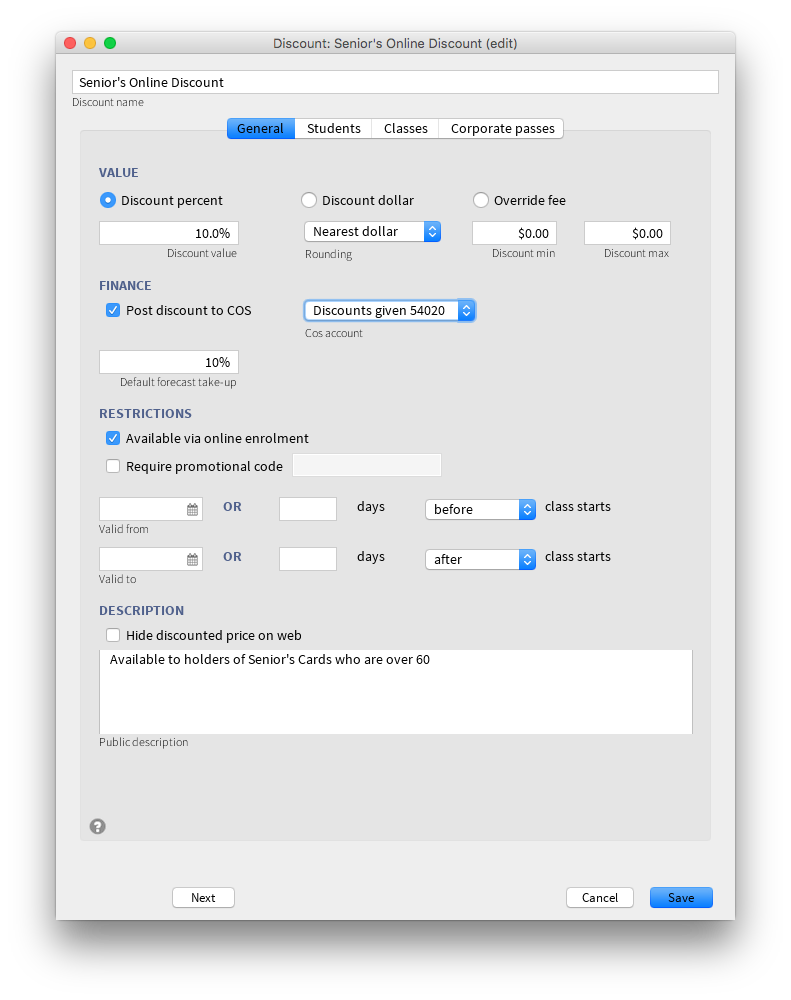 Discount: Senior's Online Discount (edit)
Senior's Online Discount
Discount name
General Students Classes Corporate passes
VALUE
Discount percent Discount dollar Override fee
10.0% Nearest dollar $0.00 $0.00
Discount value Rounding Discount min Discount max
FINANCE
Post discount to COS Discounts given 54020
Cos account
10%
Default forecast take-up
RESTRICTIONS
Available via online enrolment
Require promotional code
OR days before class starts
Valid from
OR days after class starts
Valid to
DESCRIPTION
Hide discounted price on web
Available to holders of Senior's Cards who are over 60
Public description
?
Next Cancel Save